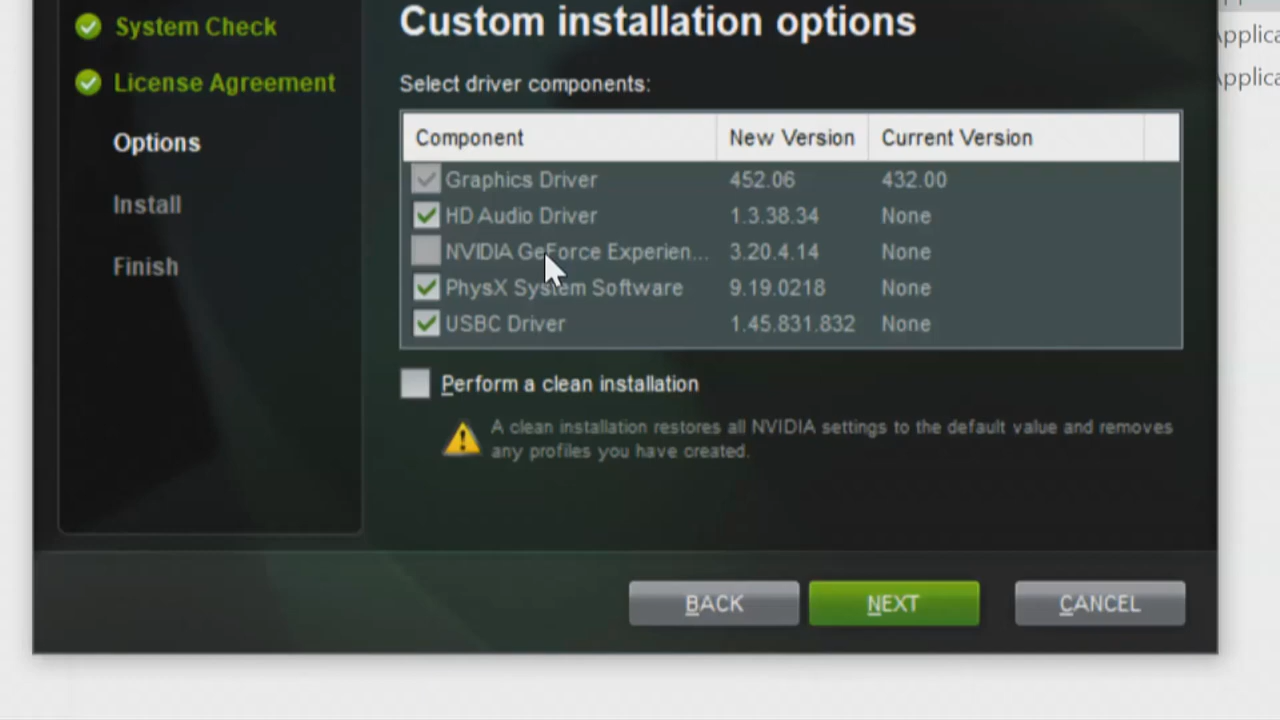 System Check
License Agreement
Options
Install
Finish
Custom installation options
Select driver components:
Component New Version Current Version
Graphics Driver 452.06 432.00
HD Audio Driver 1.3.38.34 None
NVIDIA GeForce Experien... 3.20.4.14 None
PhysX System Software 9.19.0218 None
USBC Driver 1.45.831.832 None
Perform a clean installation
A clean installation restores all NVIDIA settings to the default value and removes
any profiles you have created.
BACK NEXT CANCEL
Applica
Applica